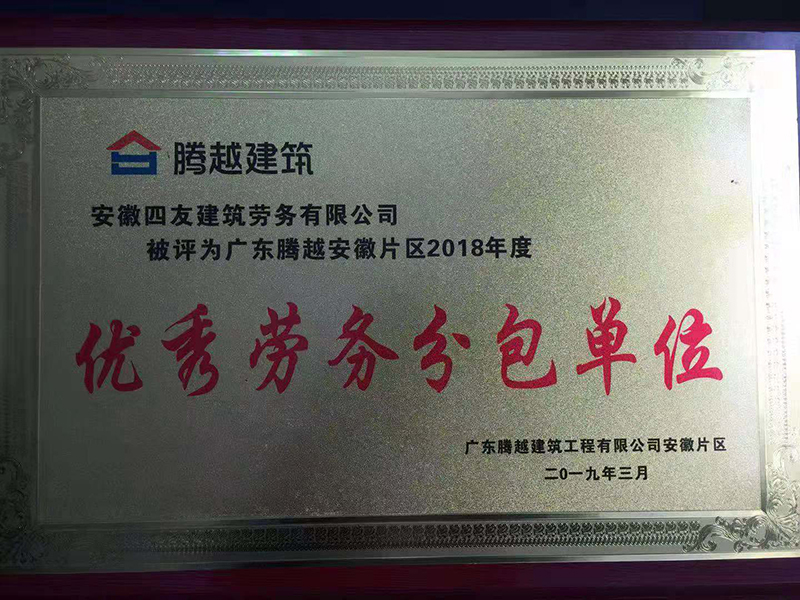 腾越建筑
安徽四友建筑劳务有限公司
被评为广东腾越安徽片区2018年度
优秀劳务分包单位
广东腾越建筑工程有限公司安徽片区
二0一九年三月